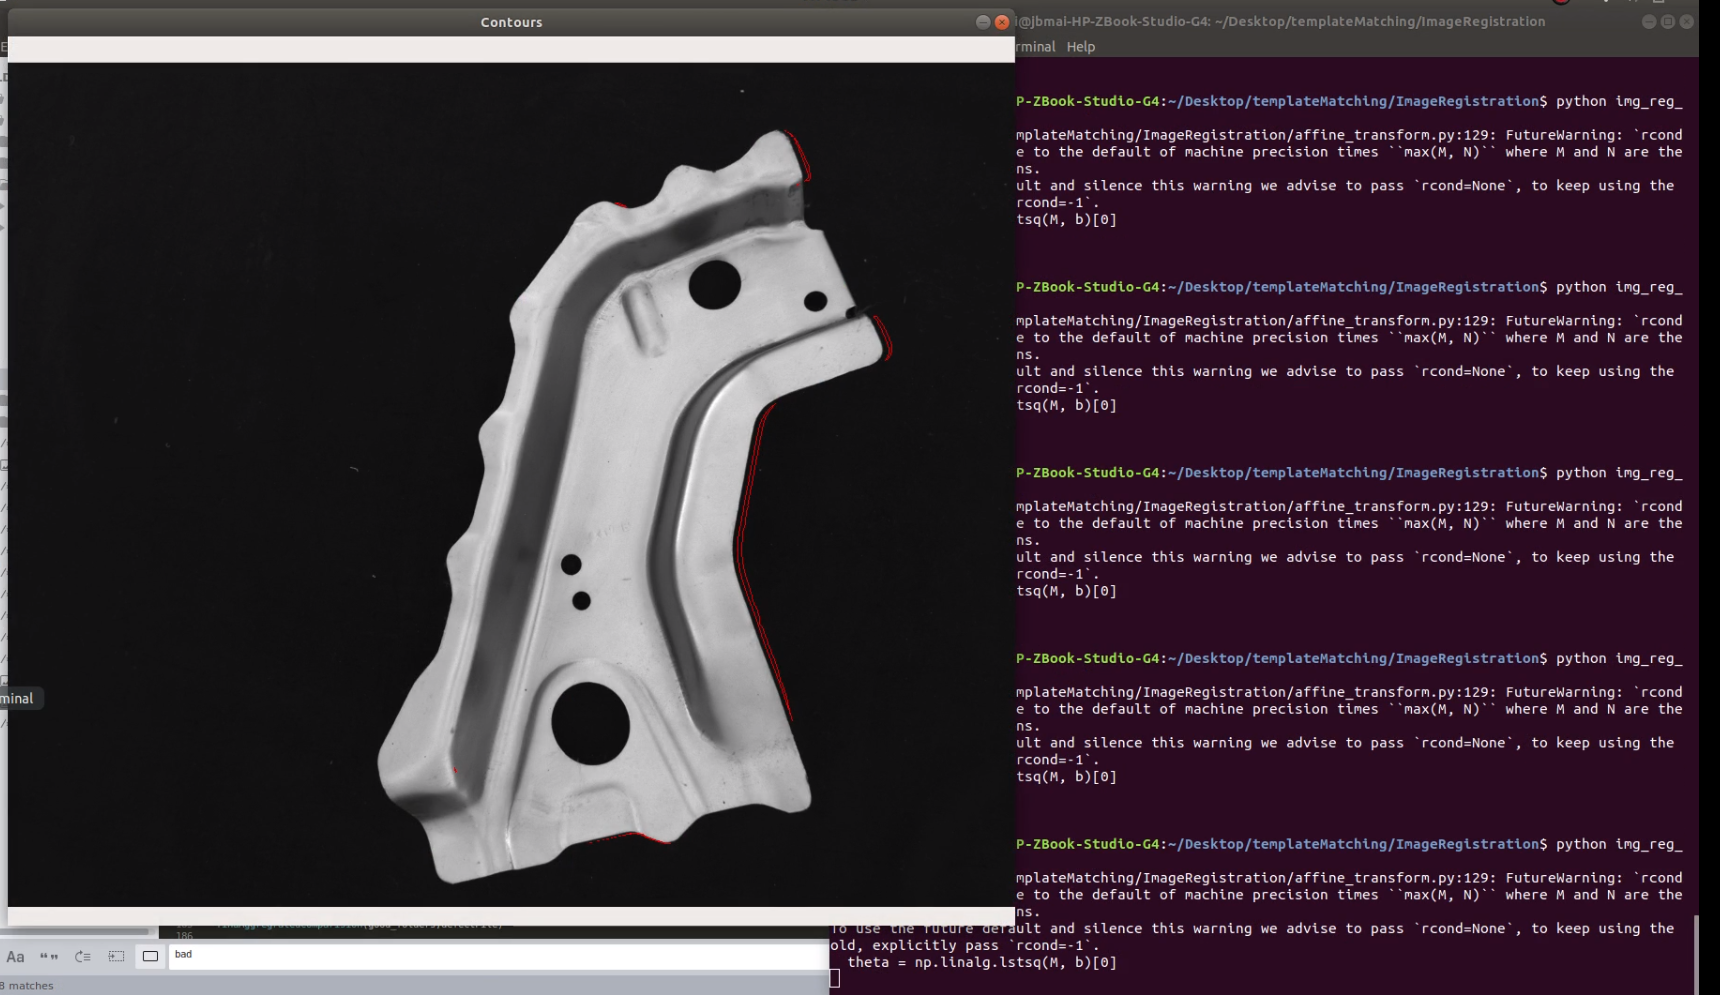 Contours
i@jbmai-HP-ZBook-Studio-G4: ~/Desktop/templateMatching/ImageRegistration
rminal Help
P-ZBook-Studio-G4:~/Desktop/templateMatching/ImageRegistration$ python img_reg_
mplateMatching/ImageRegistration/affine_transform.py:129: FutureWarning: `rcond
e to the default of machine precision times ``max(M, N)`` where M and N are the
ns.
ult and silence this warning we advise to pass `rcond=None`, to keep using the
rcond=-1`.
tsq(M, b)[0]
P-ZBook-Studio-G4:~/Desktop/templateMatching/ImageRegistration$ python img_reg_
mplateMatching/ImageRegistration/affine_transform.py:129: FutureWarning: `rcond
e to the default of machine precision times ``max(M, N)`` where M and N are the
ns.
ult and silence this warning we advise to pass `rcond=None`, to keep using the
rcond=-1`.
tsq(M, b)[0]
P-ZBook-Studio-G4:~/Desktop/templateMatching/ImageRegistration$ python img_reg_
mplateMatching/ImageRegistration/affine_transform.py:129: FutureWarning: `rcond
e to the default of machine precision times ``max(M, N)`` where M and N are the
ns.
ult and silence this warning we advise to pass `rcond=None`, to keep using the
rcond=-1`.
tsq(M, b)[0]
P-ZBook-Studio-G4:~/Desktop/templateMatching/ImageRegistration$ python img_reg_
mplateMatching/ImageRegistration/affine_transform.py:129: FutureWarning: `rcond
e to the default of machine precision times ``max(M, N)`` where M and N are the
ns.
ult and silence this warning we advise to pass `rcond=None`, to keep using the
rcond=-1`.
tsq(M, b)[0]
P-ZBook-Studio-G4:~/Desktop/templateMatching/ImageRegistration$ python img_reg_
mplateMatching/ImageRegistration/affine_transform.py:129: FutureWarning: `rcond
e to the default of machine precision times ``max(M, N)`` where M and N are the
ns.
To use the future default and silence this warning we advise to pass `rcond=None`, to keep using the
old, explicitly pass `rcond=-1`.
theta = np.linalg.lstsq(M, b)[0]
minal
186
Aa
bad
8 matches